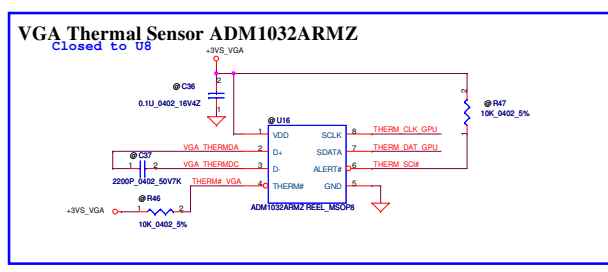 VGA Thermal Sensor ADM1032ARMZ
Closed to U8
+3VS_VGA
@ C36
2
1
0.1U_0402_16V4Z
@ R47
2
1
10K_0402_5%
@ U16
1 VDD SCLK 8 THERM_CLK_GPU
VGA_THERMDA 2 D+ SDATA 7 THERM_DAT_GPU
@ C37
1 2 VGA_THERMDC 3 D- ALERT# 6 THERM_SCI#
2200P_0402_50V7K
THERM#_VGA 4 THERM# GND 5
@ R46
ADM1032ARMZ REEL_MSOP8
+3VS_VGA 1 2
10K_0402_5%